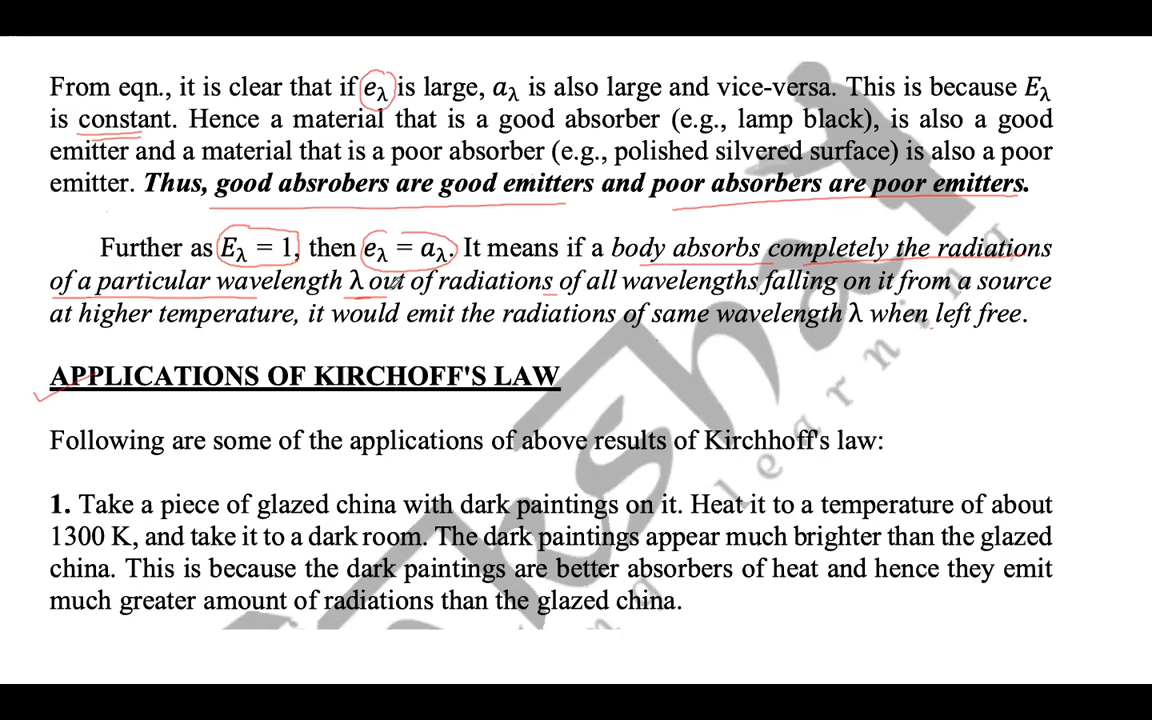 From eqn., it is clear that if eλ is large, aλ is also large and vice-versa. This is because Eλ
is constant. Hence a material that is a good absorber (e.g., lamp black), is also a good
emitter and a material that is a poor absorber (e.g., polished silvered surface) is also a poor
emitter. Thus, good absrobers are good emitters and poor absorbers are poor emitters.
Further as Eλ = 1, then eλ = aλ. It means if a body absorbs completely the radiations
of a particular wavelength λ out of radiations of all wavelengths falling on it from a source
at higher temperature, it would emit the radiations of same wavelength λ when left free.
APPLICATIONS OF KIRCHOFF'S LAW
Following are some of the applications of above results of Kirchhoff's law:
1. Take a piece of glazed china with dark paintings on it. Heat it to a temperature of about
1300 K, and take it to a dark room. The dark paintings appear much brighter than the glazed
china. This is because the dark paintings are better absorbers of heat and hence they emit
much greater amount of radiations than the glazed china.